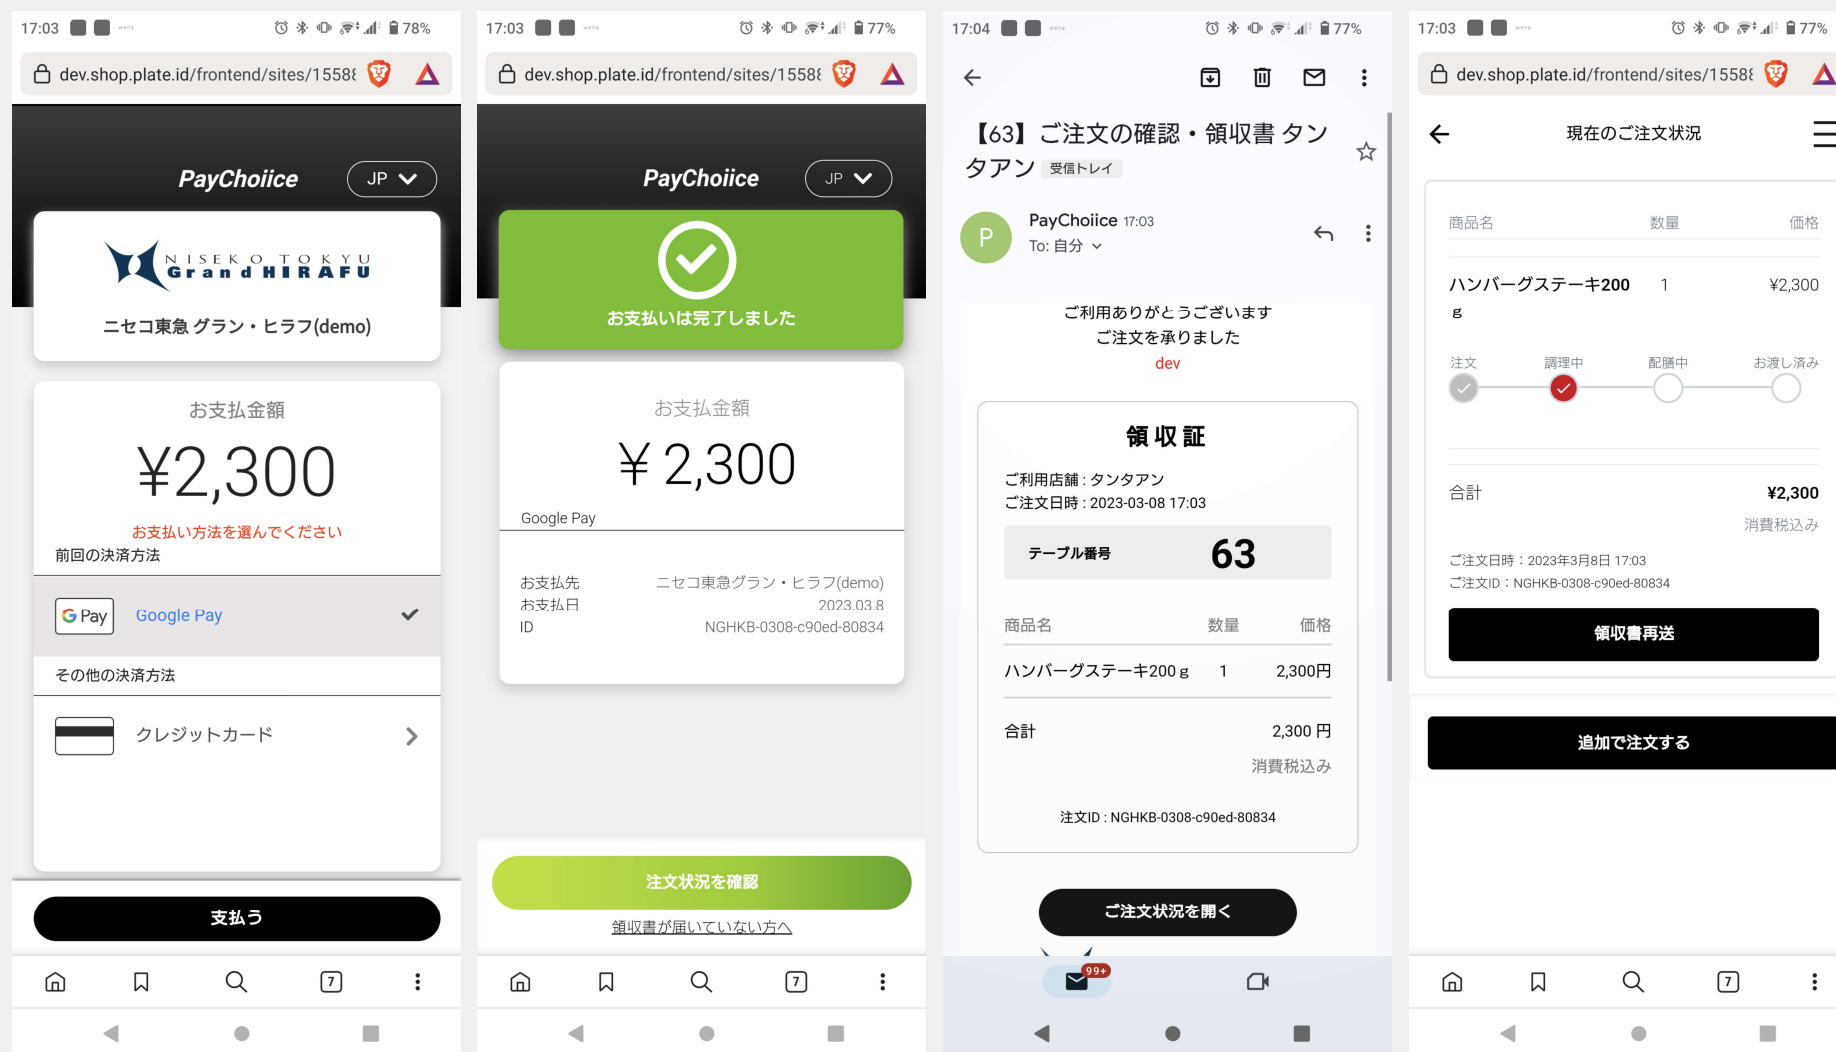 17:03 wena 78%
dev.shop.plate.id/frontend/sites/15588
PayChoiice
JP
NISEKO TOKYU
Grand HIRAFU
ニセコ東急 グラン・ヒラフ(demo)
お支払金額
¥2,300
お支払い方法を選んでください
前回の決済方法
G Pay Google Pay
その他の決済方法
クレジットカード
支払う
7
17:03 wena 77%
dev.shop.plate.id/frontend/sites/15588
PayChoiice
JP
お支払いは完了しました
お支払金額
¥ 2,300
Google Pay
お支払先 ニセコ東急グラン・ヒラフ(demo)
お支払日 2023.03.8
ID NGHKB-0308-c90ed-80834
注文状況を確認
領収書が届いていない方へ
7
17:04 wena 77%
【63】ご注文の確認・領収書 タン
タアン 受信トレイ
P
PayChoiice 17:03
To: 自分
ご利用ありがとうございます
ご注文を承りました
dev
領収証
ご利用店舗 : タンタアン
ご注文日時 : 2023-03-08 17:03
テーブル番号 63
商品名 数量 価格
ハンバーグステーキ200ｇ 1 2,300円
合計 2,300 円
消費税込み
注文ID : NGHKB-0308-c90ed-80834
ご注文状況を開く
99+
17:03 wena 77%
dev.shop.plate.id/frontend/sites/15588
現在のご注文状況
商品名 数量 価格
ハンバーグステーキ200 1 ¥2,300
ｇ
注文 調理中 配膳中 お渡し済み
合計 ¥2,300
消費税込み
ご注文日時：2023年3月8日 17:03
ご注文ID：NGHKB-0308-c90ed-80834
領収書再送
追加で注文する
7